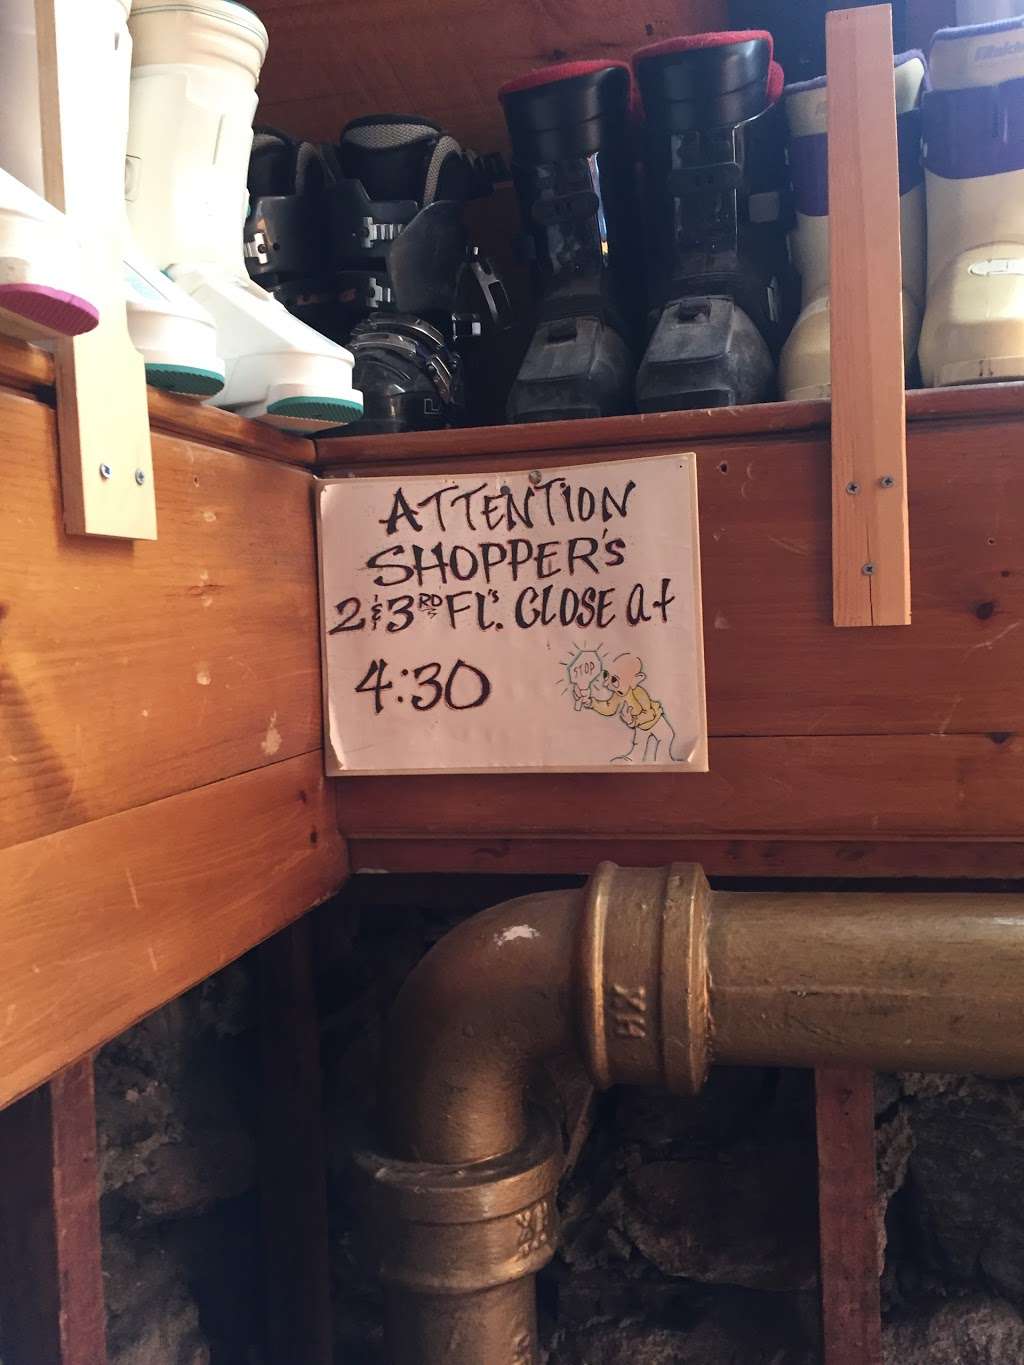 ATTENTION
SHOPPER'S
2'&3RD FL'S. CLOSE at
4:30
STOP